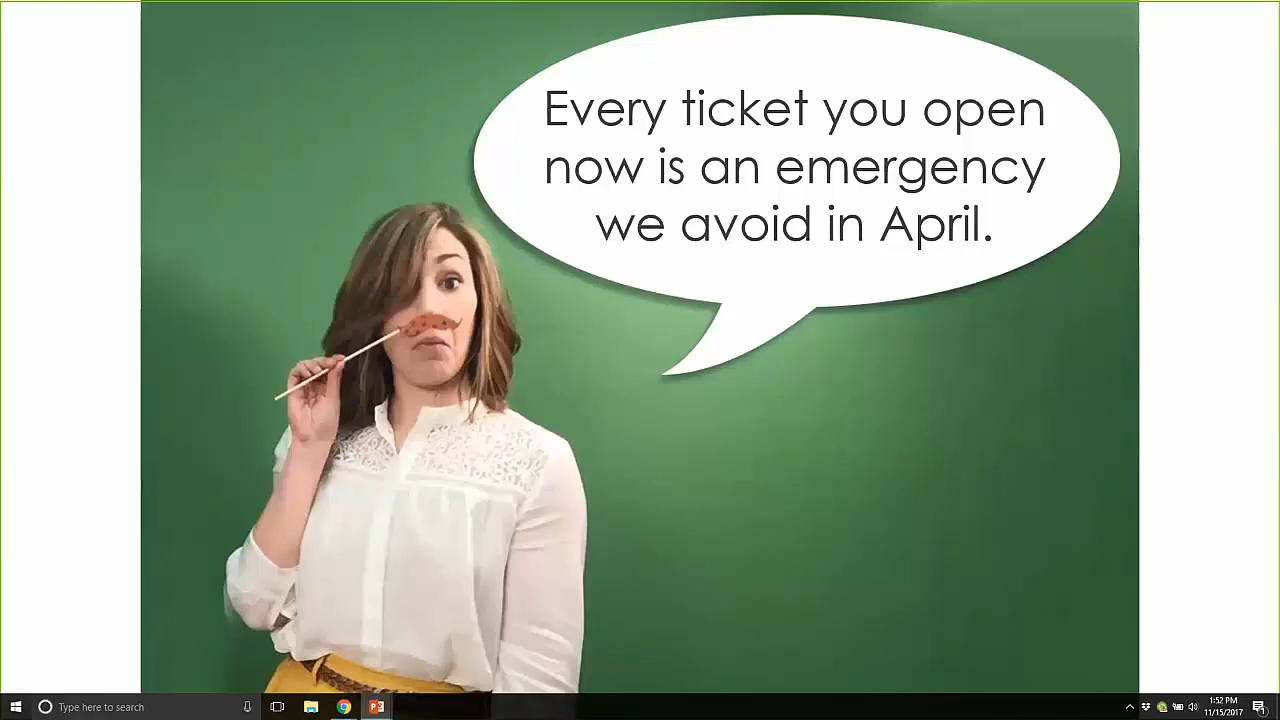 Every ticket you open
now is an emergency
we avoid in April.
Type here to search
1:52 PM
11/15/2017